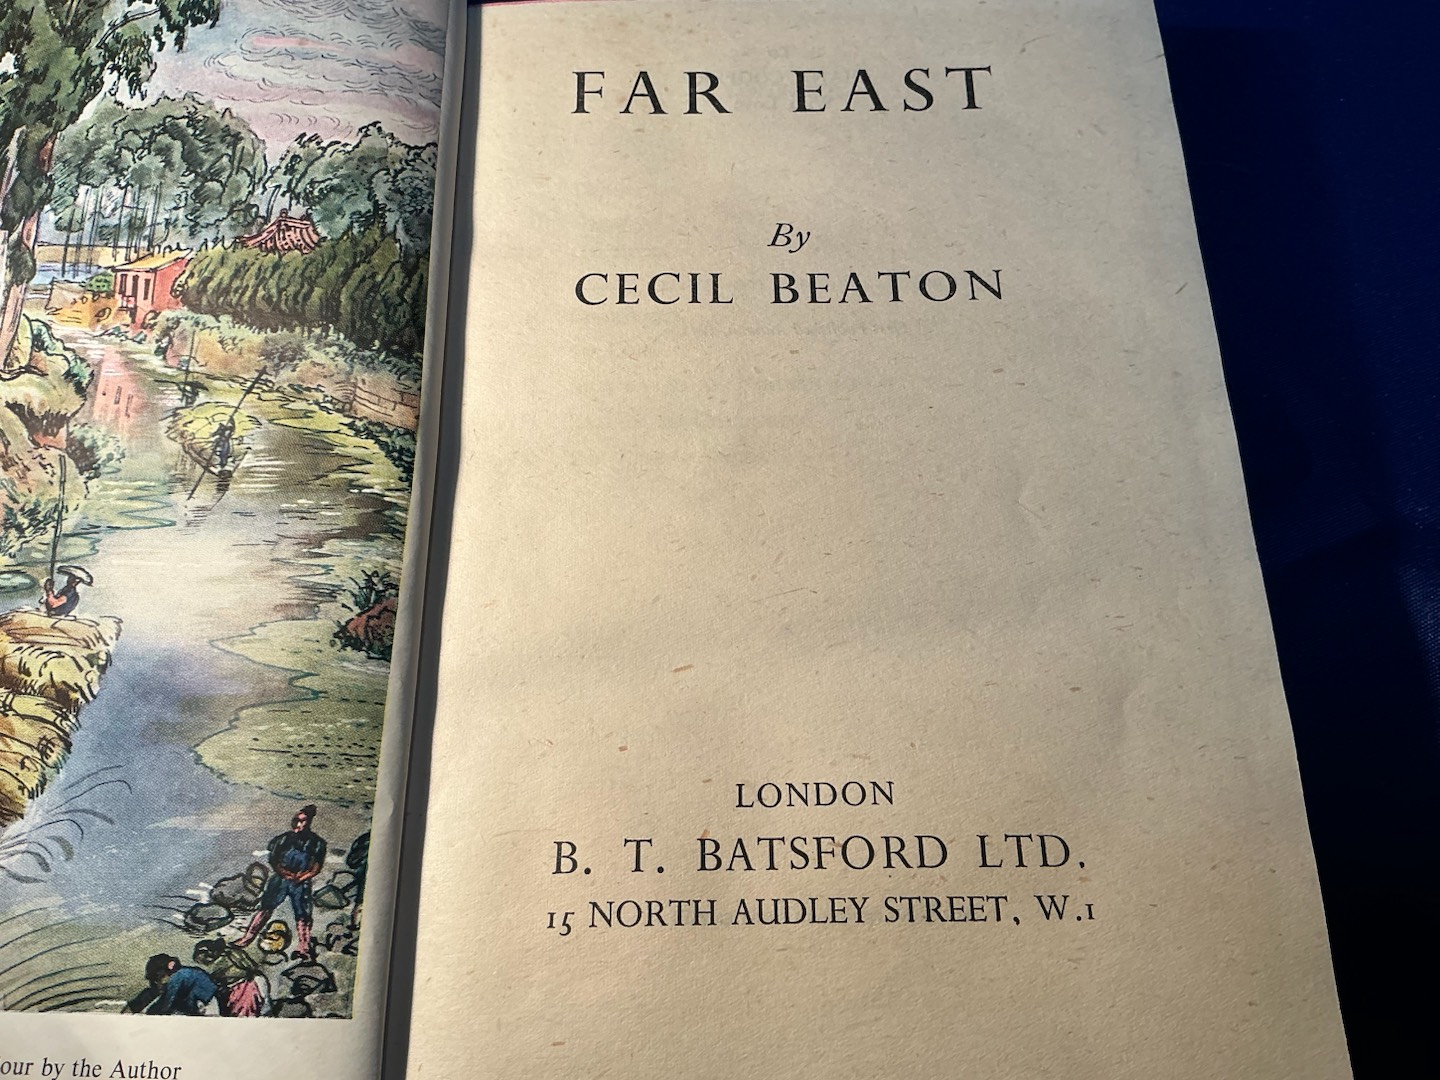 FAR EAST
By
CECIL BEATON
LONDON
B. T. BATSFORD LTD.
15 NORTH AUDLEY STREET, W.1
our by the Author